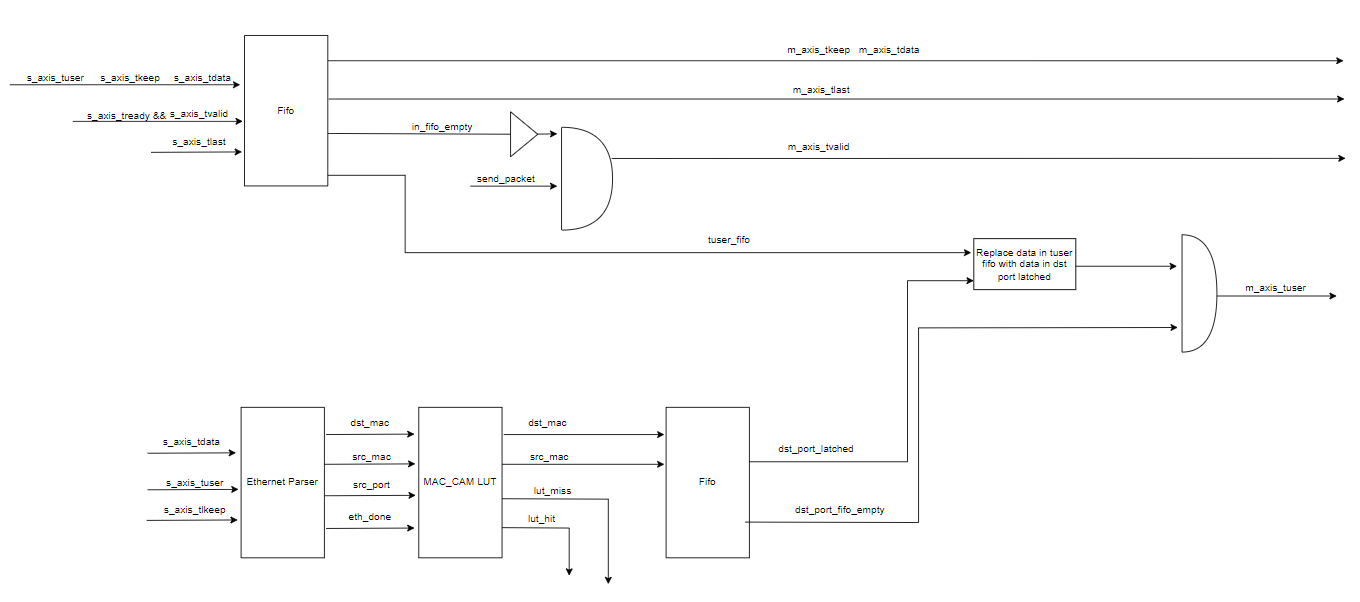 m_axis_tkeep m_axis_tdata
s_axis_tuser s_axis_tkeep s_axis_tdata
m_axis_tlast
Fifo
s_axis_tready && s_axis_tvalid
in_fifo_empty
s_axis_tlast
m_axis_tvalid
send_packet
tuser_fifo
Replace data in tuser
fifo with data in dst
port latched
m_axis_tuser
dst_mac
dst_mac
s_axis_tdata
dst_port_latched
src_mac
src_mac
Ethernet Parser
MAC_CAM LUT
Fifo
s_axis_tuser
src_port
lut_miss
s_axis_tlkeep
dst_port_fifo_empty
eth_done
lut_hit